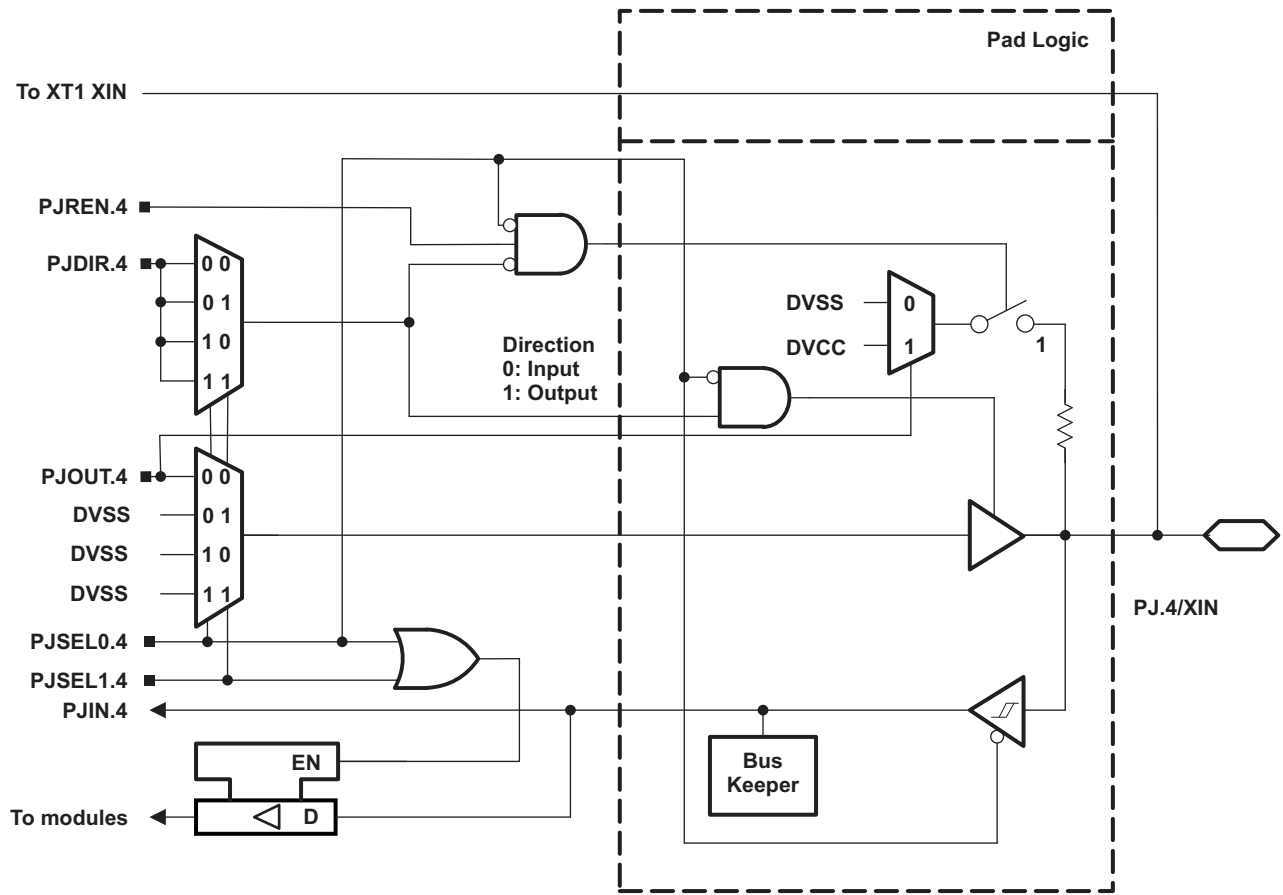 Pad Logic
To XT1 XIN
PJREN.4
PJDIR.4
0 0
0 1
1 0
1 1
DVSS
0
DVCC
1
1
Direction
0: Input
1: Output
PJOUT.4
0 0
DVSS
0 1
DVSS
1 0
DVSS
1 1
PJ.4/XIN
PJSEL0.4
PJSEL1.4
PJIN.4
Bus
Keeper
EN
To modules
D